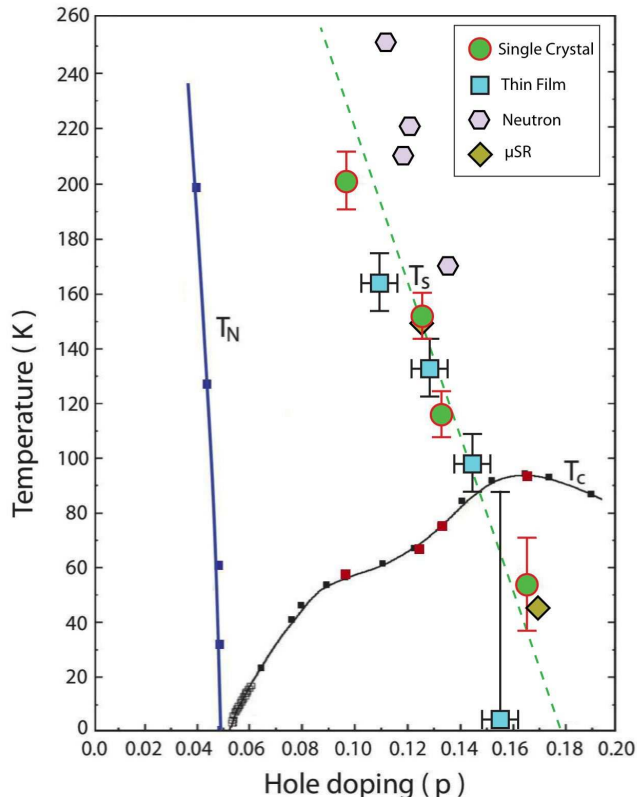 260
240
220
200
180
160
140
120
100
80
60
40
20
0
Temperature ( K )
Single Crystal
Thin Film
Neutron
μSR
T_N
T_s
T_c
0.0 0.02 0.04 0.06 0.08 0.10 0.12 0.14 0.16 0.18 0.20
Hole doping ( p )